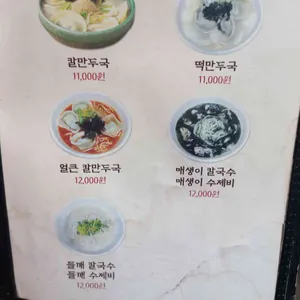 칼만두국
11,000원
떡만두국
11,000원
얼큰 칼만두국
12,000원
매생이 칼국수
매생이 수제비
12,000원
들깨 칼국수
들깨 수제비
12,000원